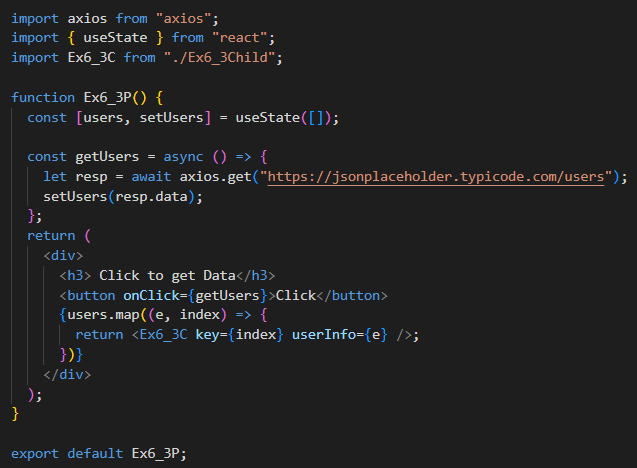 import axios from "axios";
import { useState } from "react";
import Ex6_3C from "./Ex6_3Child";

function Ex6_3P() {
  const [users, setUsers] = useState([]);

  const getUsers = async () => {
    let resp = await axios.get("https://jsonplaceholder.typicode.com/users");
    setUsers(resp.data);
  };
  return (
    <div>
      <h3> Click to get Data</h3>
      <button onClick={getUsers}>Click</button>
      {users.map((e, index) => {
        return <Ex6_3C key={index} userInfo={e} />;
      })}
    </div>
  );
}

export default Ex6_3P;